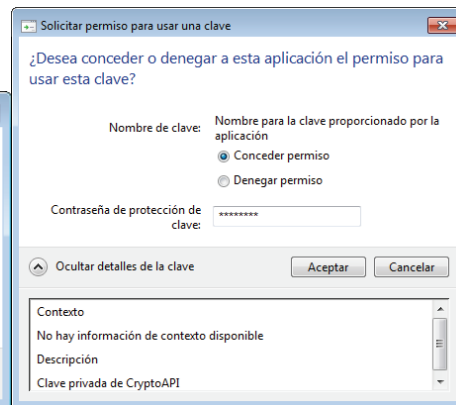 Solicitar permiso para usar una clave
¿Desea conceder o denegar a esta aplicación el permiso para
usar esta clave?
Nombre de clave:
Nombre para la clave proporcionado por la
aplicación
Conceder permiso
Denegar permiso
Contraseña de protección de
clave:
********
Ocultar detalles de la clave
Aceptar
Cancelar
Contexto
No hay información de contexto disponible
Descripción
Clave privada de CryptoAPI